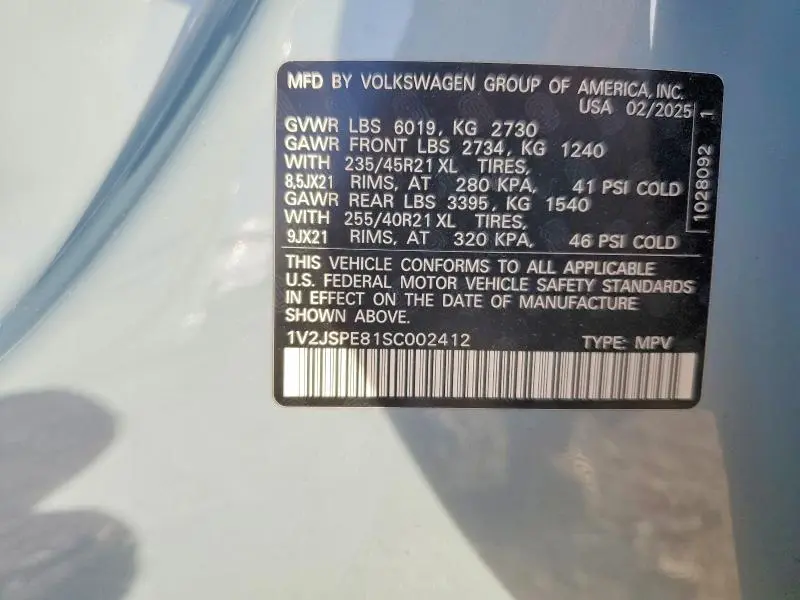 MFD BY VOLKSWAGEN GROUP OF AMERICA, INC.
USA 02/2025
GVWR LBS 6019, KG 2730
GAWR FRONT LBS 2734, KG 1240
WITH 235/45R21 XL TIRES,
8,5JX21 RIMS, AT 280 KPA, 41 PSI COLD
GAWR REAR LBS 3395, KG 1540
WITH 255/40R21 XL TIRES,
9JX21 RIMS, AT 320 KPA, 46 PSI COLD
1028092 1
THIS VEHICLE CONFORMS TO ALL APPLICABLE
U.S. FEDERAL MOTOR VEHICLE SAFETY STANDARDS
IN EFFECT ON THE DATE OF MANUFACTURE
SHOWN ABOVE.
1V2JSPE81SC002412 TYPE: MPV